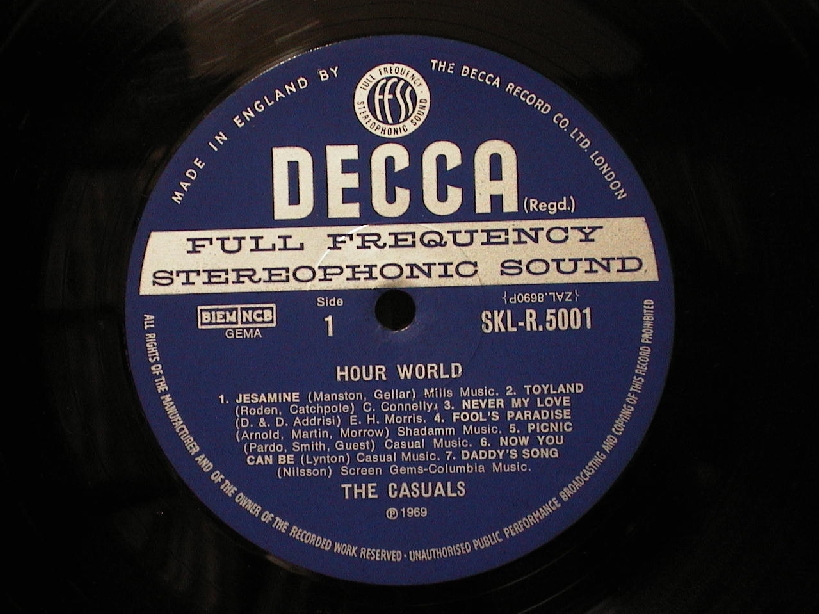 MADE IN ENGLAND BY
THE DECCA RECORD CO. LTD. LONDON
FULL FREQUENCY
FFSS
STEREOPHONIC SOUND
DECCA (Regd.)
FULL FREQUENCY
STEREOPHONIC SOUND
BIEM NCB
GEMA
Side
1
{ZAL.8690P}
SKL-R.5001
HOUR WORLD
1. JESAMINE (Manston, Gellar) Mills Music. 2. TOYLAND
(Roden, Catchpole) C. Connelly. 3. NEVER MY LOVE
(D. & D. Addrisi) E. H. Morris. 4. FOOL'S PARADISE
(Arnold, Martin, Morrow) Shadamm Music. 5. PICNIC
(Pardo, Smith, Guest) Casual Music. 6. NOW YOU
CAN BE (Lynton) Casual Music. 7. DADDY'S SONG
(Nilsson) Screen Gems-Columbia Music.
THE CASUALS
℗ 1969
ALL RIGHTS OF THE MANUFACTURER AND OF THE OWNER OF THE RECORDED WORK RESERVED · UNAUTHORISED PUBLIC PERFORMANCE BROADCASTING AND COPYING OF THIS RECORD PROHIBITED